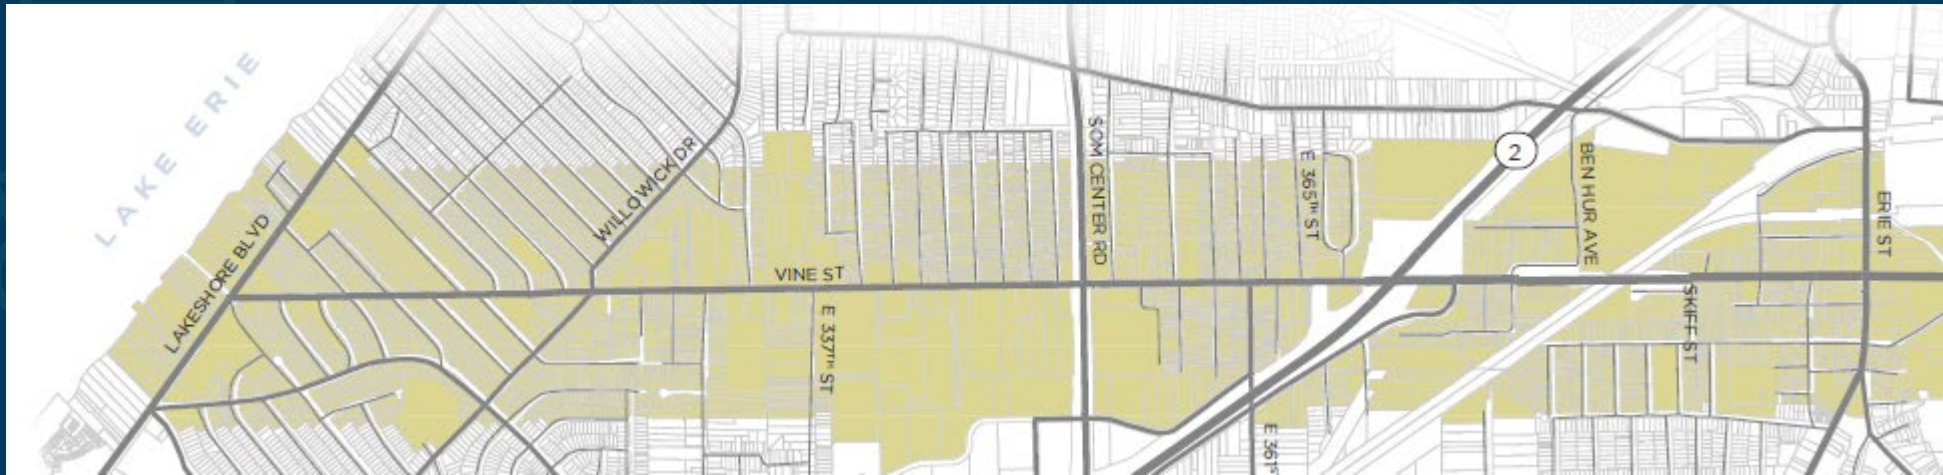 LAKE ERIE
LAKESHORE BLVD
WILLOWICK DR
VINE ST
E 337TH ST
SOM CENTER RD
E 365TH ST
E 361S
2
BEN HUR AVE
SKIFF ST
ERIE ST